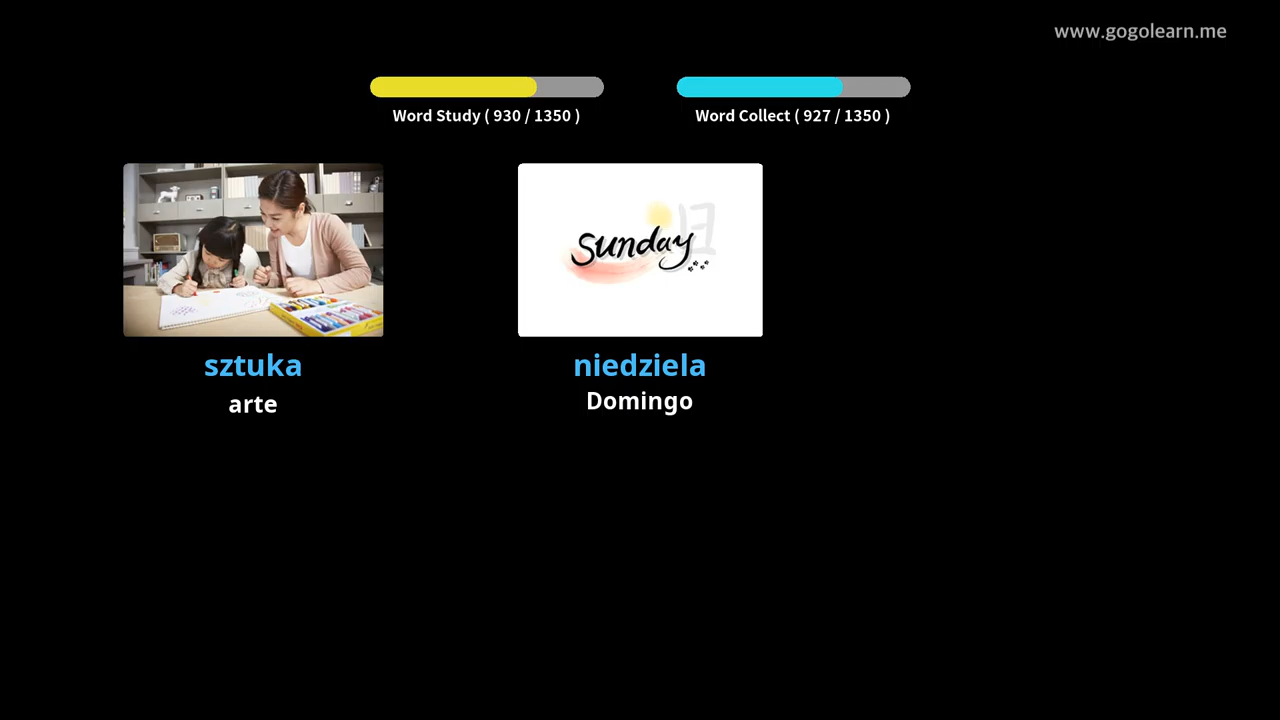 www.gogolearn.me
Word Study ( 930 / 1350 )
Word Collect ( 927 / 1350 )
Sunday
sztuka
arte
niedziela
Domingo